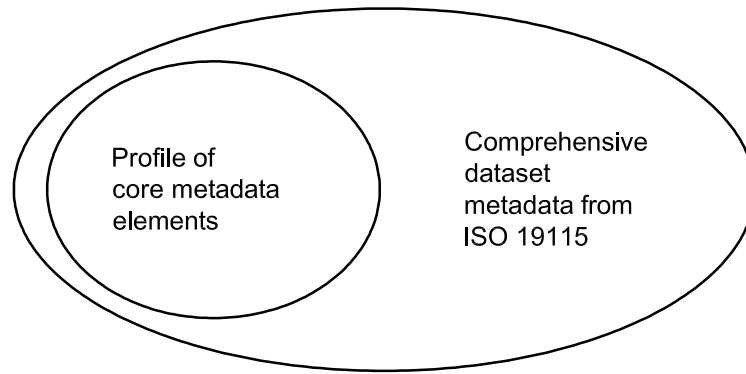 Profile of
core metadata
elements
Comprehensive
dataset
metadata from
ISO 19115